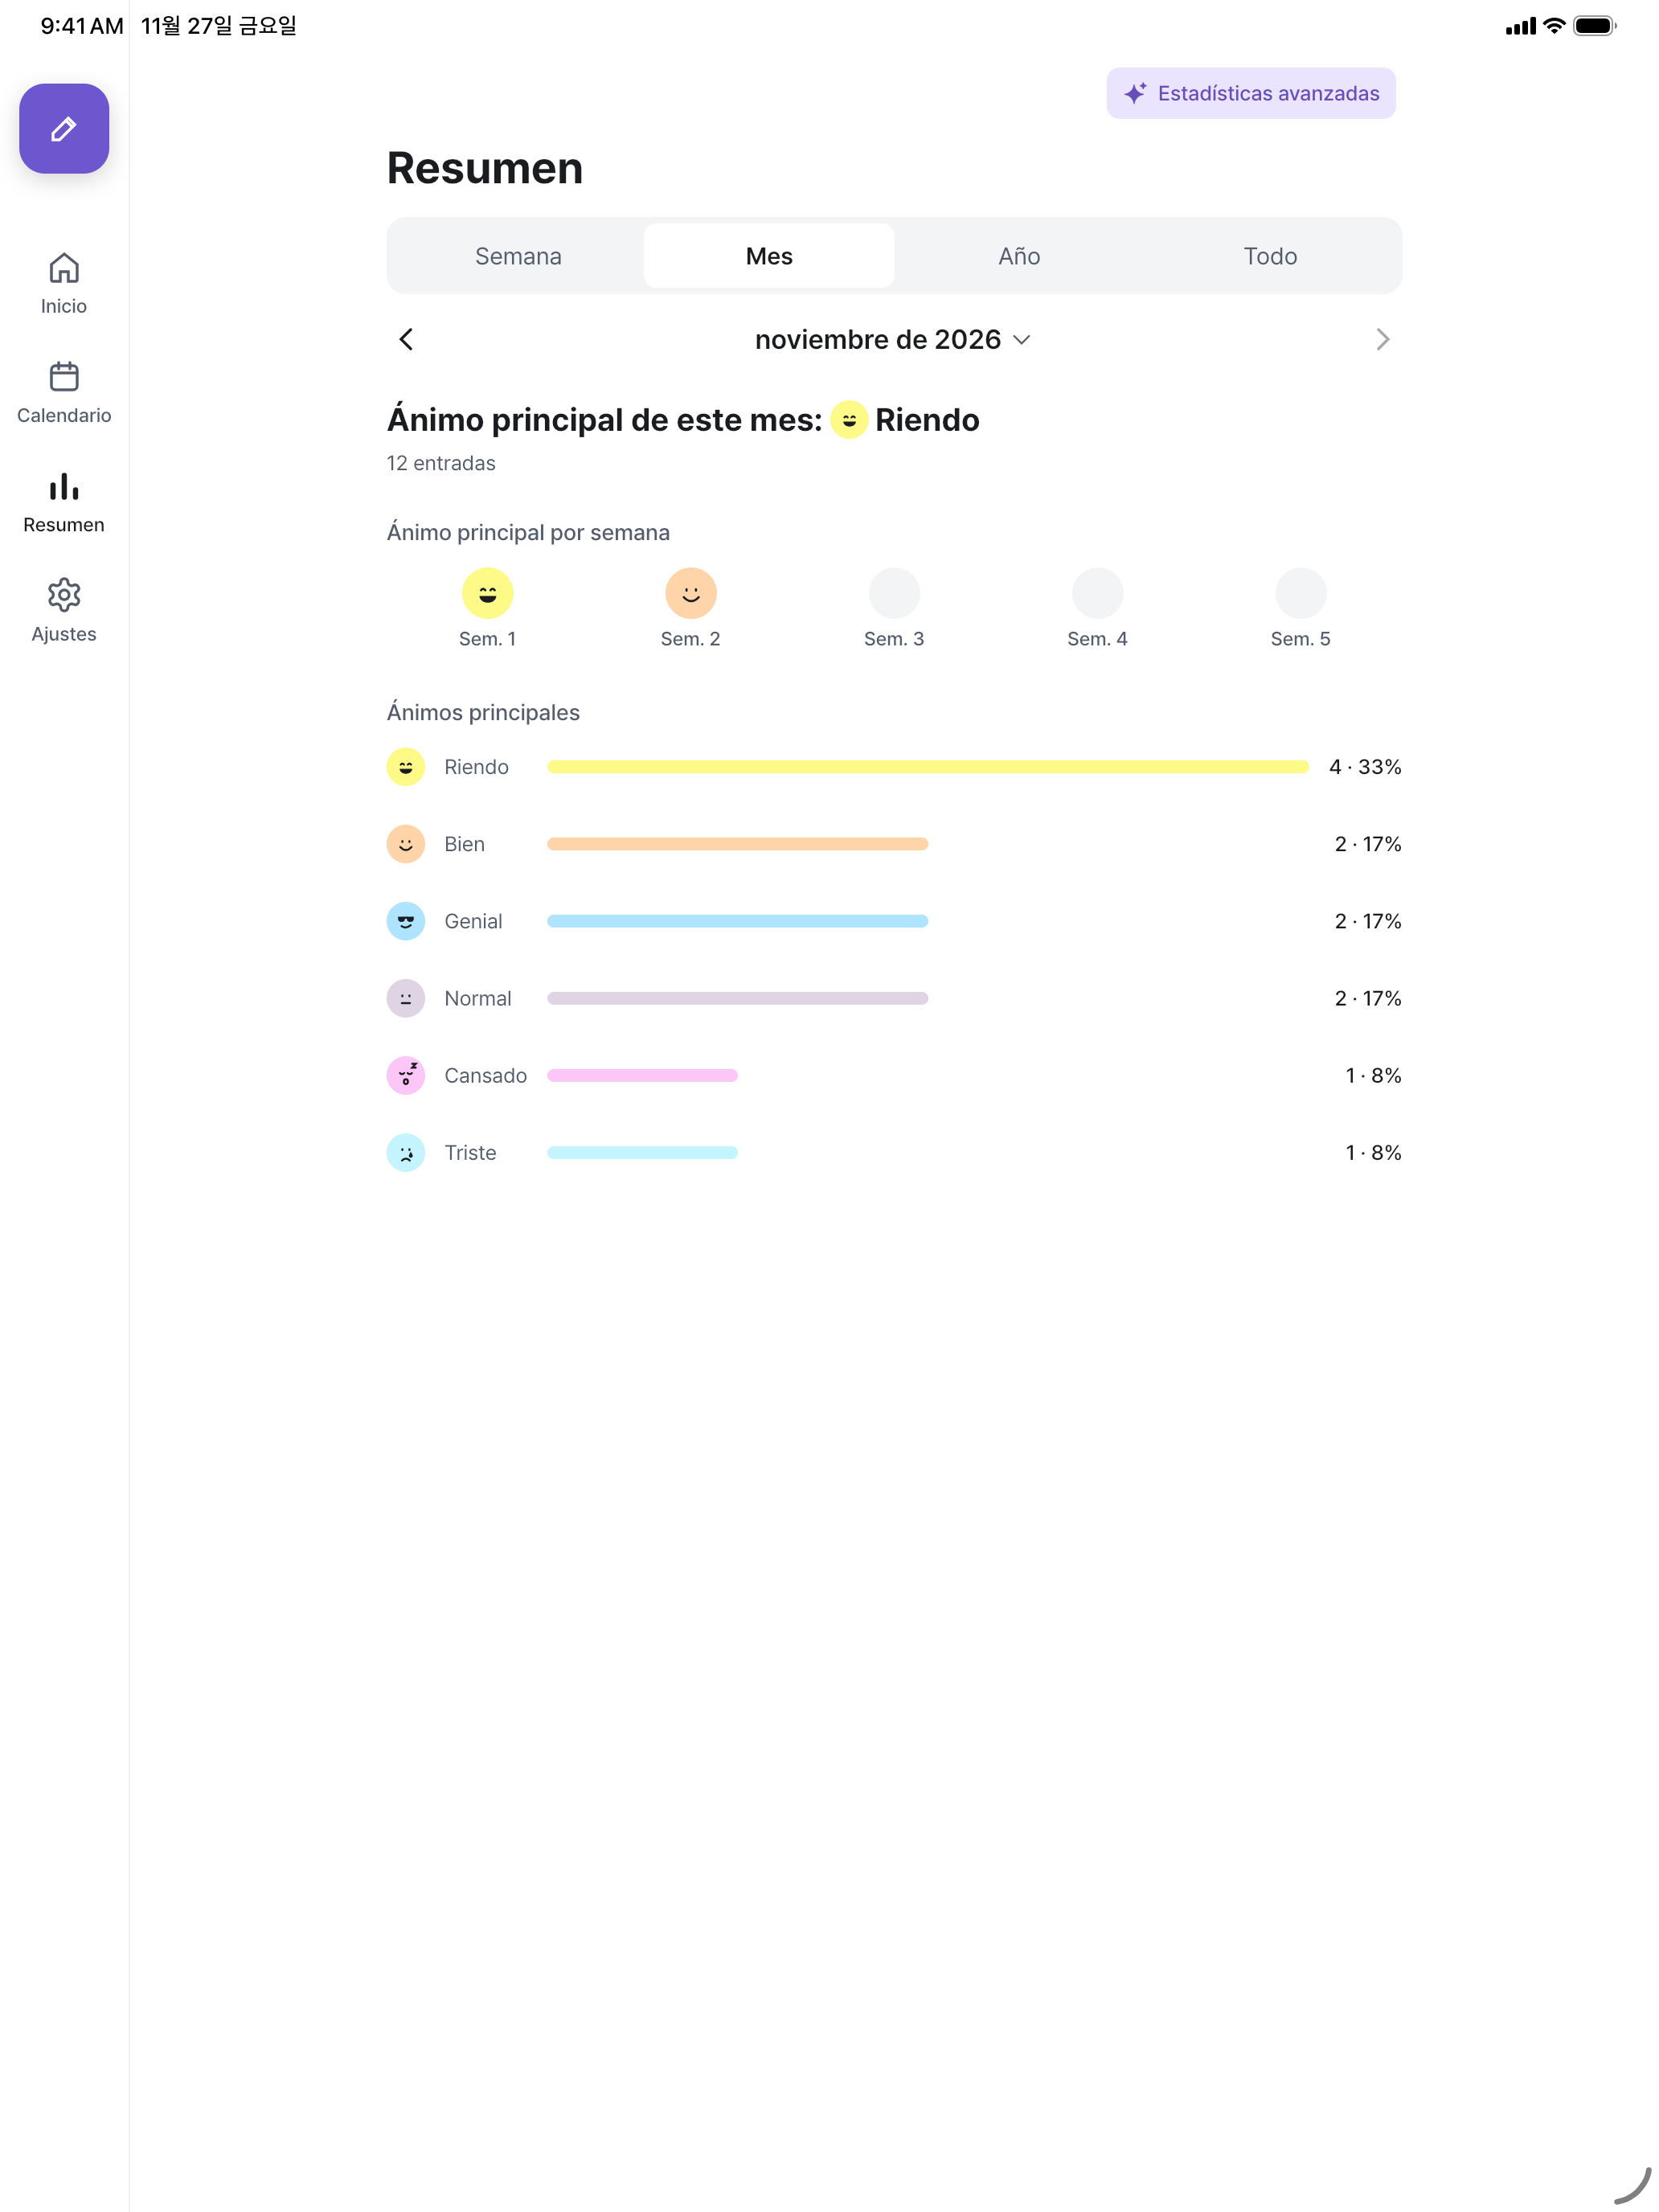 9:41 AM 11월 27일 금요일
Estadísticas avanzadas
Inicio
Calendario
Resumen
Ajustes
Resumen
Semana Mes Año Todo
noviembre de 2026
Ánimo principal de este mes: Riendo
12 entradas
Ánimo principal por semana
Sem. 1 Sem. 2 Sem. 3 Sem. 4 Sem. 5
Ánimos principales
Riendo 4 · 33%
Bien 2 · 17%
Genial 2 · 17%
Normal 2 · 17%
Cansado 1 · 8%
Triste 1 · 8%